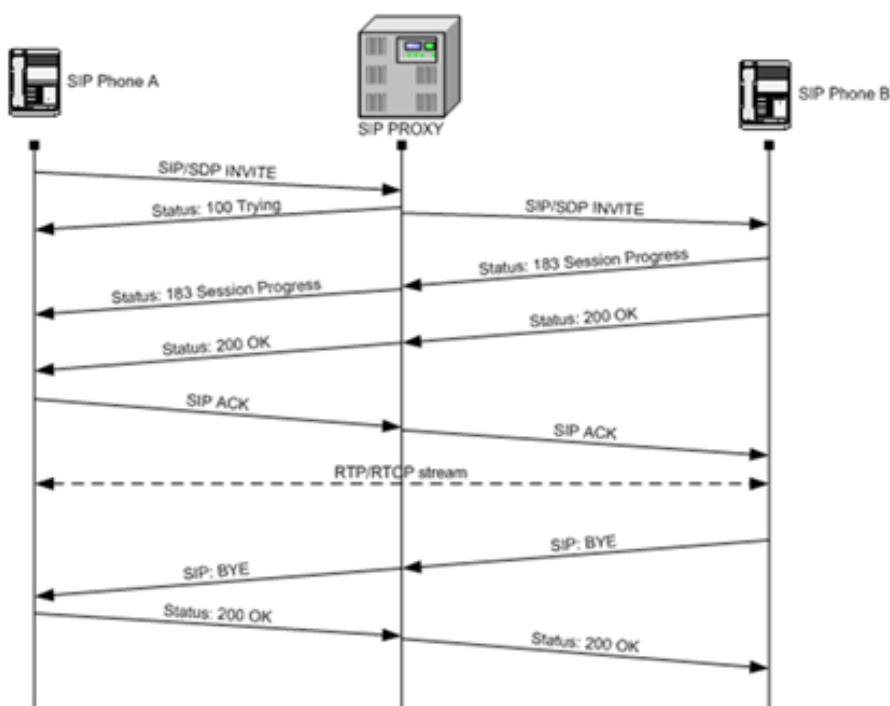 SIP Phone A
SIP PROXY
SIP Phone B
SIP/SDP INVITE
Status: 100 Trying
SIP/SDP INVITE
Status: 183 Session Progress
Status: 183 Session Progress
Status: 200 OK
Status: 200 OK
SIP ACK
SIP ACK
RTP/RTCP stream
SIP: BYE
SIP: BYE
Status: 200 OK
Status: 200 OK